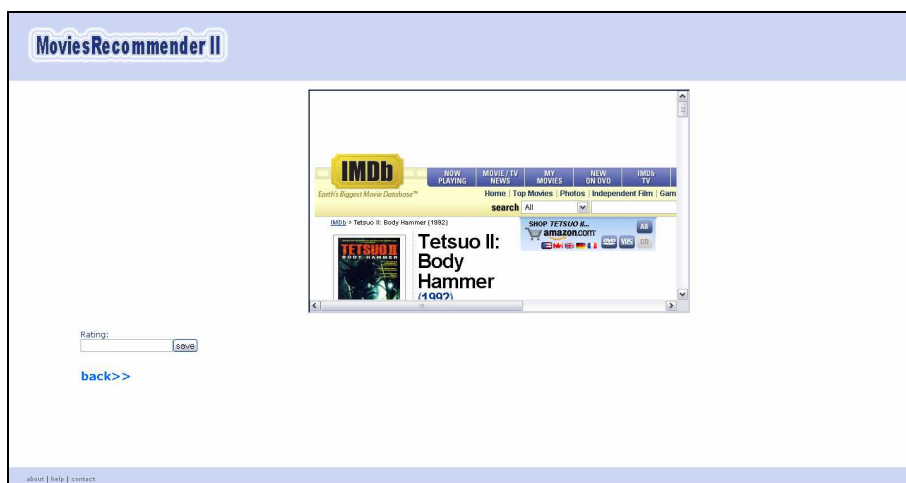 MoviesRecommender II
IMDb
Earth's Biggest Movie Database™
NOW PLAYING
MOVIE / TV NEWS
MY MOVIES
NEW ON DVD
IMDb TV
Home | Top Movies | Photos | Independent Film | Gam
search All
IMDb > Tetsuo II: Body Hammer (1992)
SHOP TETSUO II...
amazon.com
All
DVD VHS CD
TETSUO II
BODY HAMMER
Tetsuo II:
Body
Hammer
(1992)
Rating:
save
back>>
about | help | contact